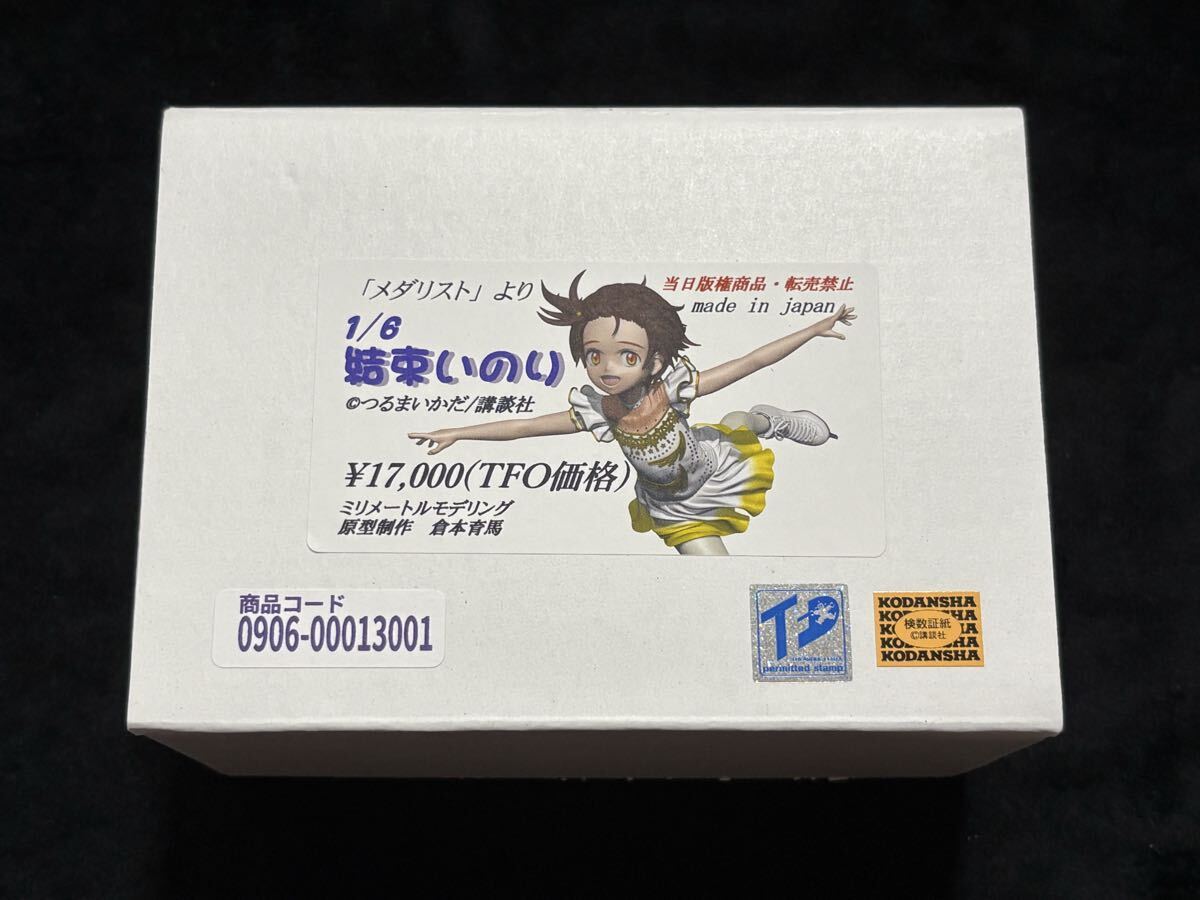 「メダリスト」より
当日版権商品・転売禁止
made in japan
1/6
結束いのり
©つるまいかだ/講談社
¥17,000(TFO価格)
ミリメートルモデリング
原型制作 倉本育馬
商品コード
0906-00013001
permitted stamp
KODANSHA
検数証紙
©講談社
KODANSHA